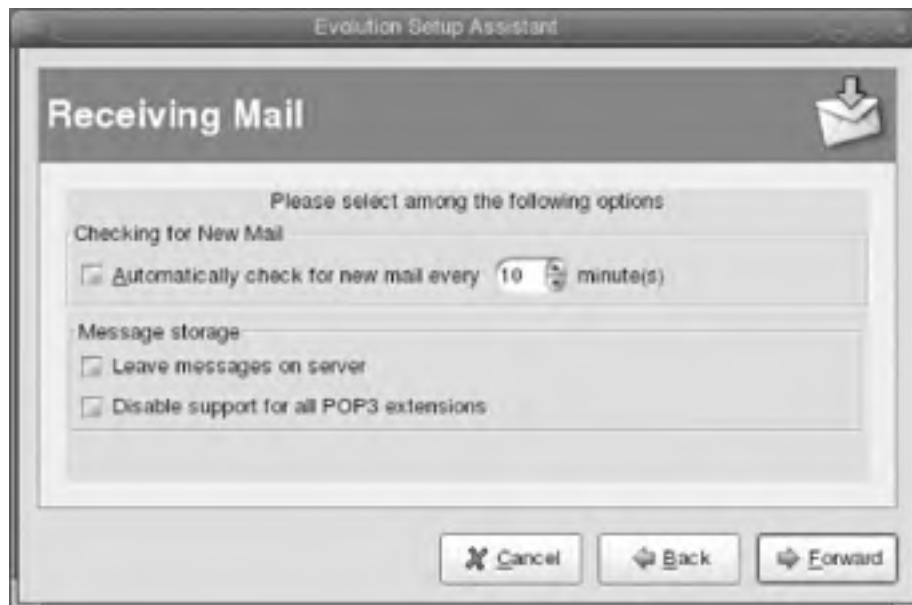 Evolution Setup Assistant
Receiving Mail
Please select among the following options
Checking for New Mail
Automatically check for new mail every 10 minute(s)
Message storage
Leave messages on server
Disable support for all POP3 extensions
Cancel Back Forward